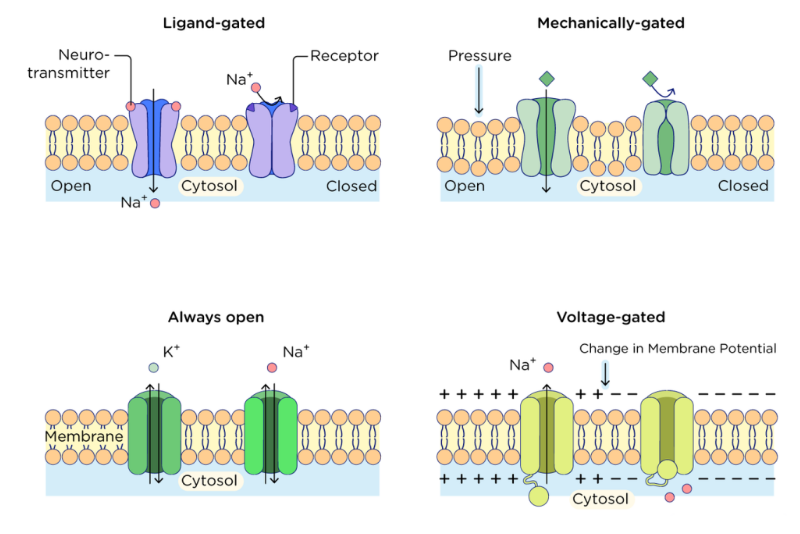 Ligand-gated
Neuro-
transmitter
Na⁺
Receptor
Open
Cytosol
Closed
Na⁺
Mechanically-gated
Pressure
Open
Cytosol
Closed
Always open
K⁺
Na⁺
Membrane
Cytosol
Voltage-gated
Change in Membrane Potential
Na⁺
+ + + + + + + − − − − − − − −
+ + + + + + + − − − − − − −
Cytosol